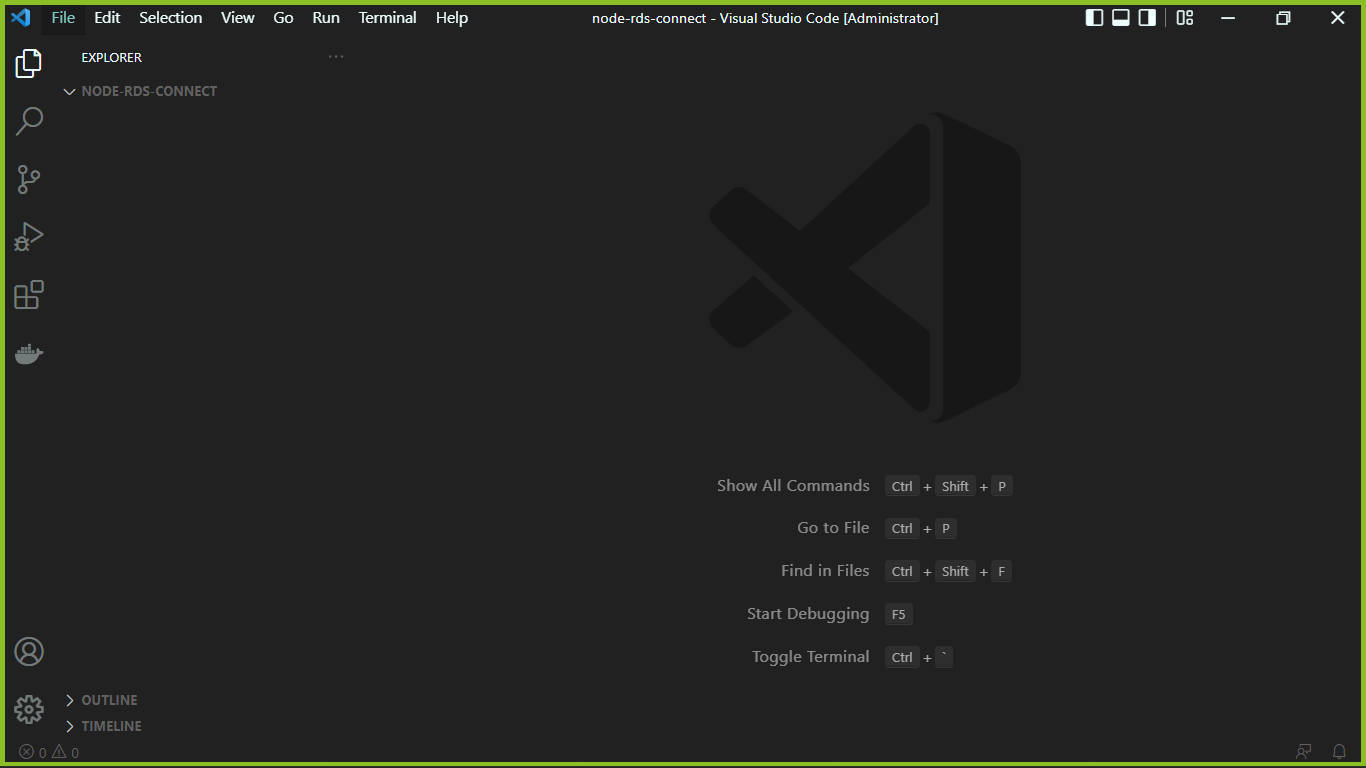 File Edit Selection View Go Run Terminal Help node-rds-connect - Visual Studio Code [Administrator]
EXPLORER ...
NODE-RDS-CONNECT
Show All Commands Ctrl + Shift + P
Go to File Ctrl + P
Find in Files Ctrl + Shift + F
Start Debugging F5
Toggle Terminal Ctrl + `
OUTLINE
TIMELINE
0 0